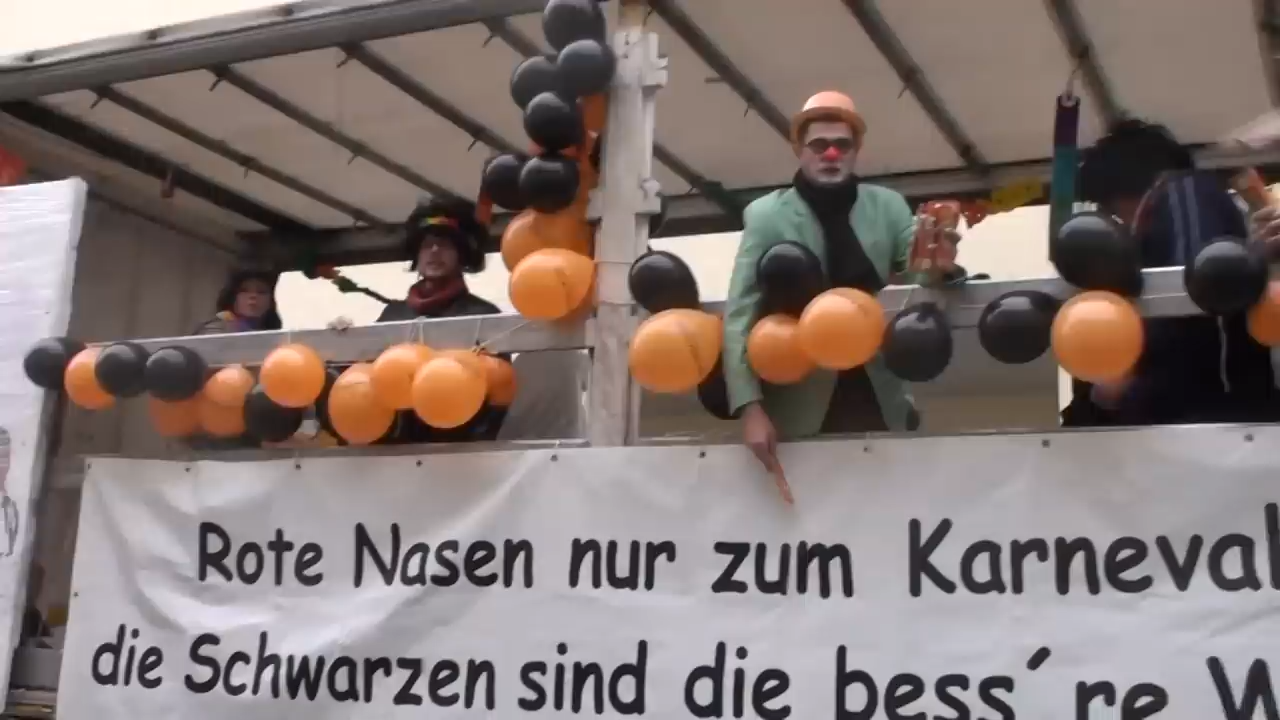 Rote Nasen nur zum Karneval
die Schwarzen sind die bess´re